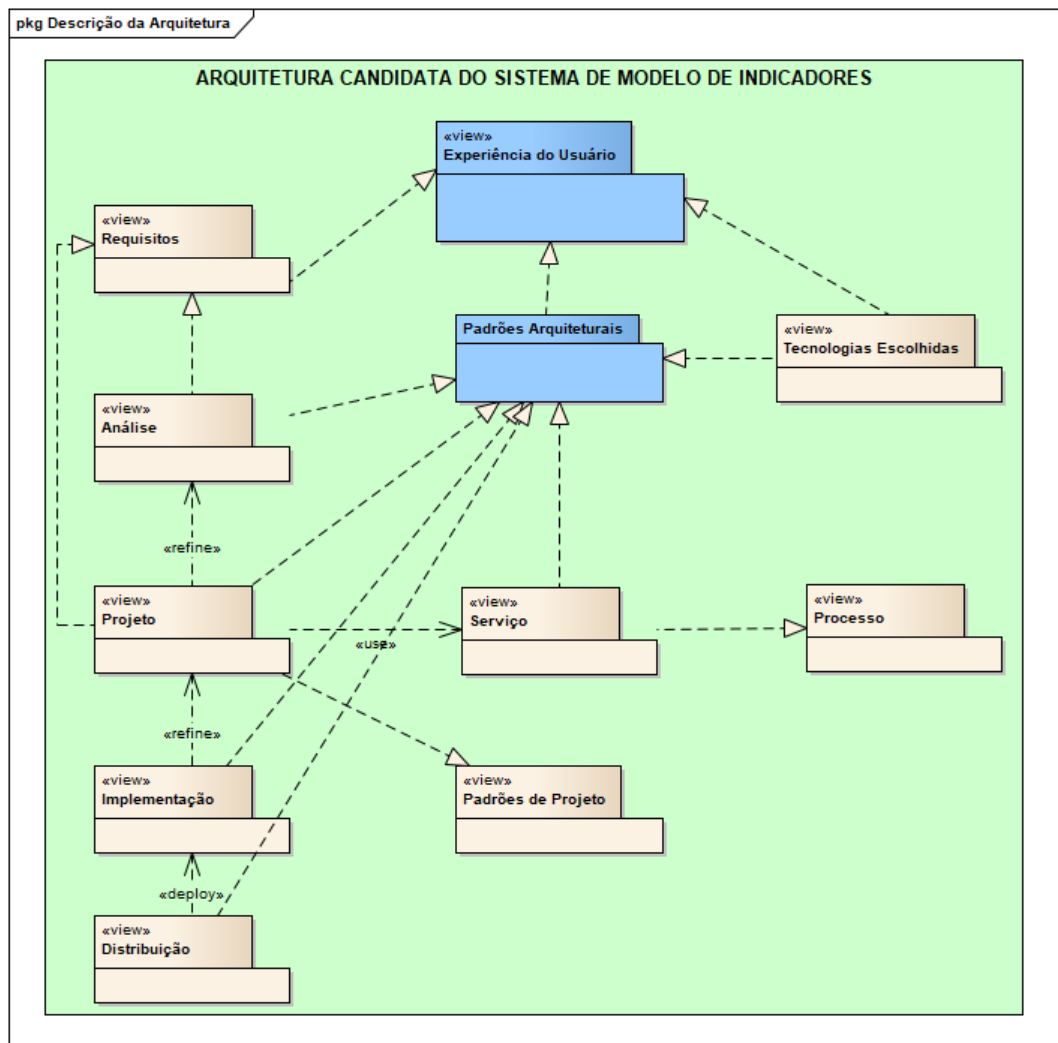 pkg Descrição da Arquitetura
ARQUITETURA CANDIDATA DO SISTEMA DE MODELO DE INDICADORES
«view»
Experiência do Usuário
«view»
Requisitos
Padrões Arquiteturais
«view»
Tecnologias Escolhidas
«view»
Análise
«refine»
«view»
Projeto
«use»
«view»
Serviço
«view»
Processo
«refine»
«view»
Implementação
«view»
Padrões de Projeto
«deploy»
«view»
Distribuição